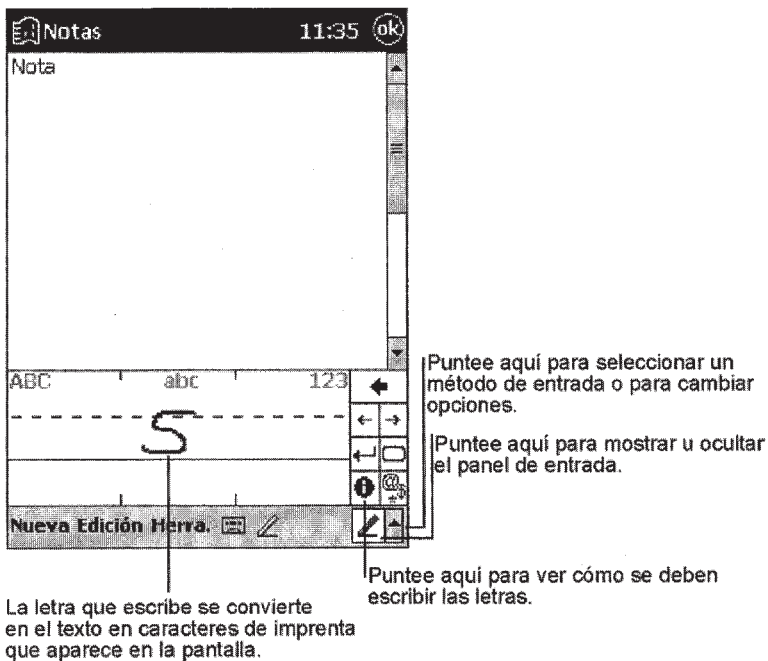 Notas 11:35 ok
Nota
ABC abc 123
S
Nueva Edición Herra.
Puntee aquí para seleccionar un
método de entrada o para cambiar
opciones.
Puntee aquí para mostrar u ocultar
el panel de entrada.
Puntee aquí para ver cómo se deben
escribir las letras.
La letra que escribe se convierte
en el texto en caracteres de imprenta
que aparece en la pantalla.